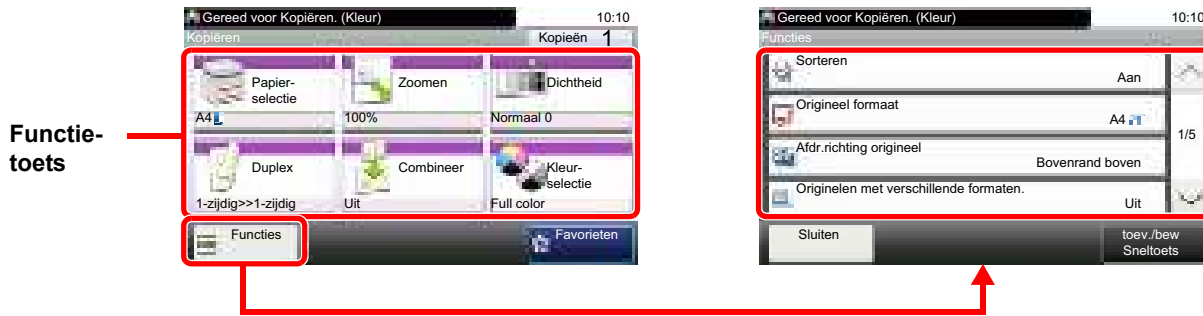 Functie-
toets
Gereed voor Kopiëren. (Kleur)
10:10
Kopiëren
Kopieën 1
Papier-
selectie
A4
Zoomen
100%
Dichtheid
Normaal 0
Duplex
1-zijdig>>1-zijdig
Combineer
Uit
Kleur-
selectie
Full color
Functies
Favorieten
Gereed voor Kopiëren. (Kleur)
10:10
Functies
Sorteren
Aan
Origineel formaat
A4
Afdr.richting origineel
Bovenrand boven
Originelen met verschillende formaten.
Uit
1/5
Sluiten
toev./bew
Sneltoets